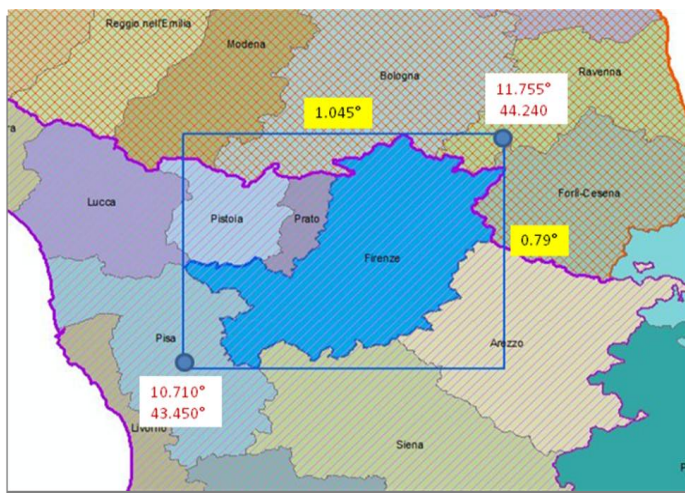 Reggio nell'Emilia
Modena
Bologna
Ravenna
11.755°
44.240
1.045°
ra
Lucca
Pistoia
Prato
Forlì-Cesena
Firenze
0.79°
Pisa
Arezzo
10.710°
43.450°
Livorno
Siena
P